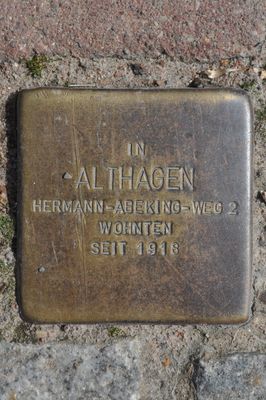 IN
ALTHAGEN
HERMANN-ABEKING-WEG 2
WOHNTEN
SEIT 1918